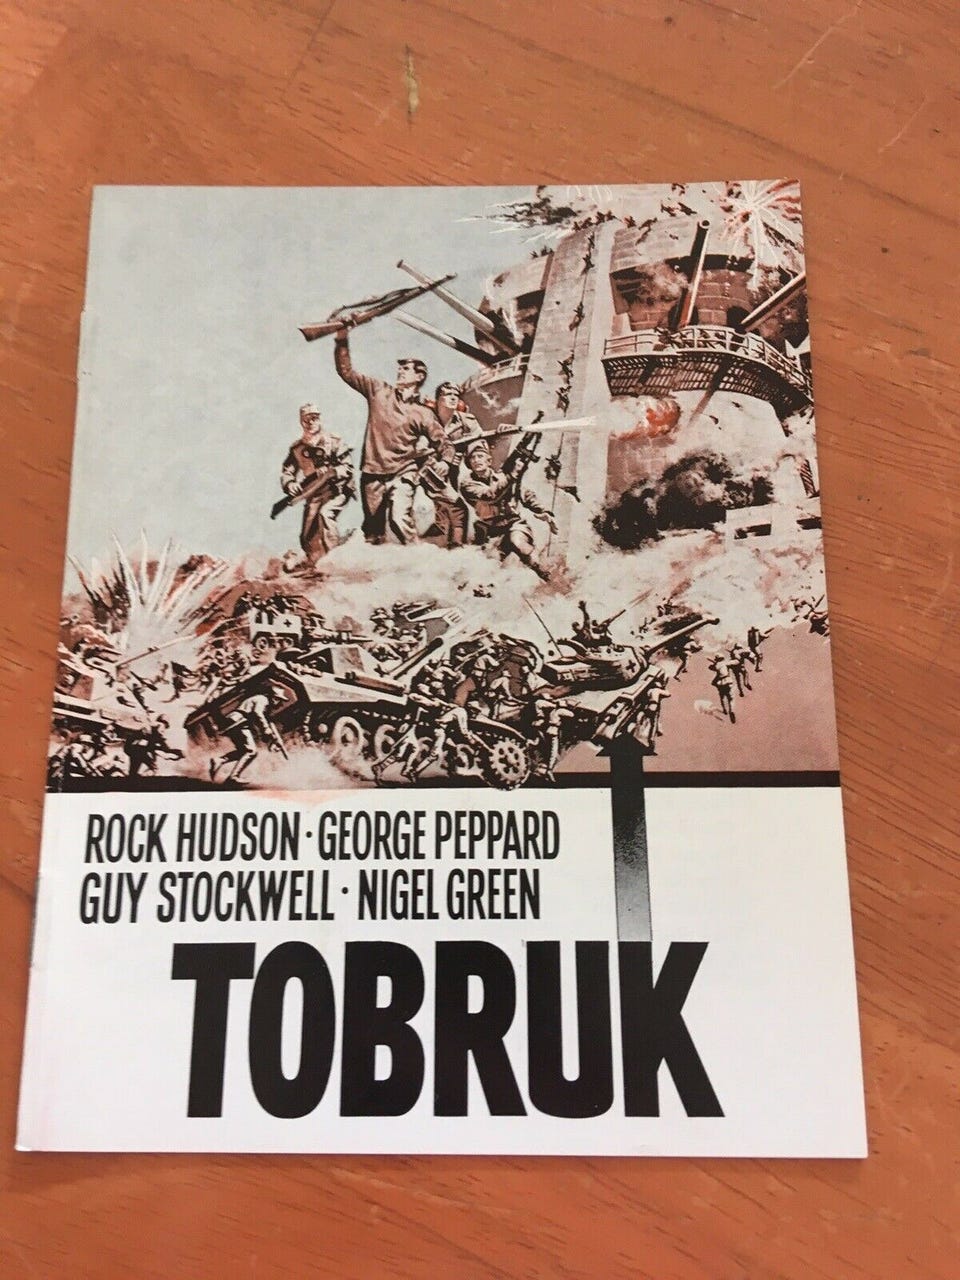 ROCK HUDSON · GEORGE PEPPARD
GUY STOCKWELL · NIGEL GREEN
TOBRUK